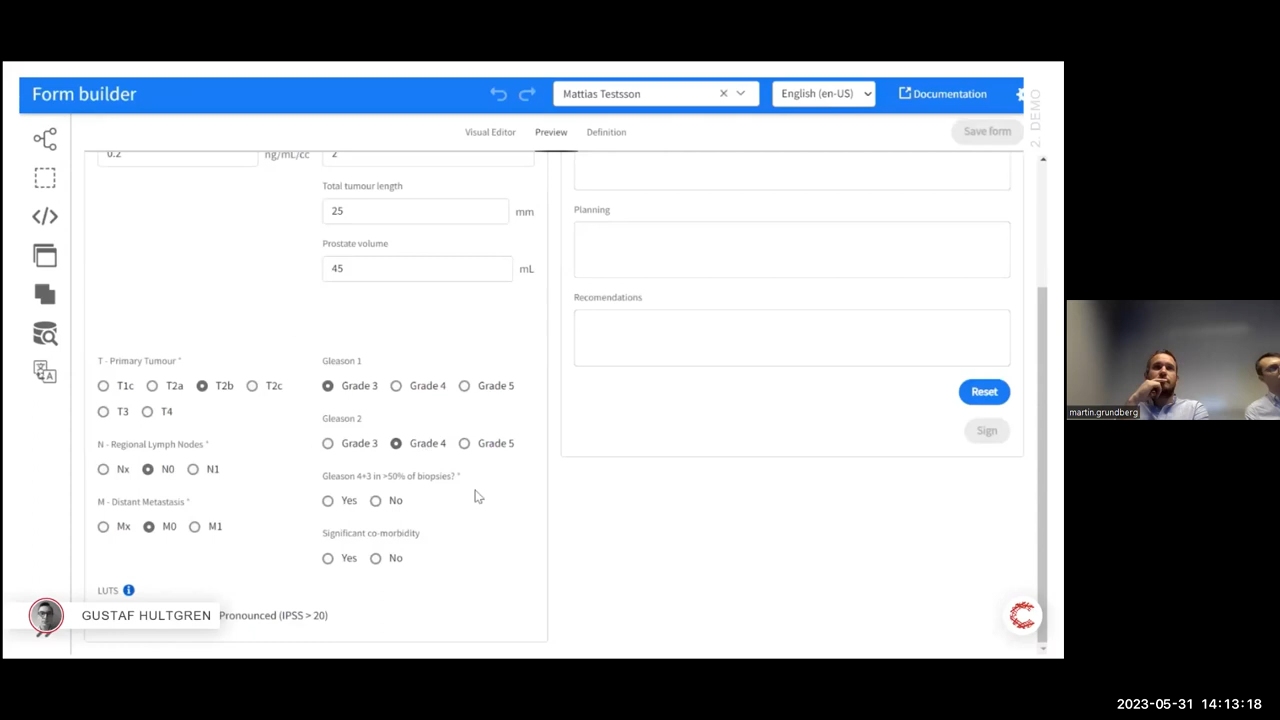 Form builder
Mattias Testsson
English (en-US)
Documentation
2. DEMO
Visual Editor
Preview
Definition
Save form
0.2
ng/mL/cc
2
Total tumour length
25
mm
Prostate volume
45
mL
Planning
Recomendations
Reset
Sign
T - Primary Tumour *
T1c
T2a
T2b
T2c
T3
T4
N - Regional Lymph Nodes *
Nx
N0
N1
M - Distant Metastasis *
Mx
M0
M1
Gleason 1
Grade 3
Grade 4
Grade 5
Gleason 2
Grade 3
Grade 4
Grade 5
Gleason 4+3 in >50% of biopsies? *
Yes
No
Significant co-morbidity
Yes
No
LUTS
Pronounced (IPSS > 20)
GUSTAF HULTGREN
martin.grundberg
2023-05-31 14:13:18